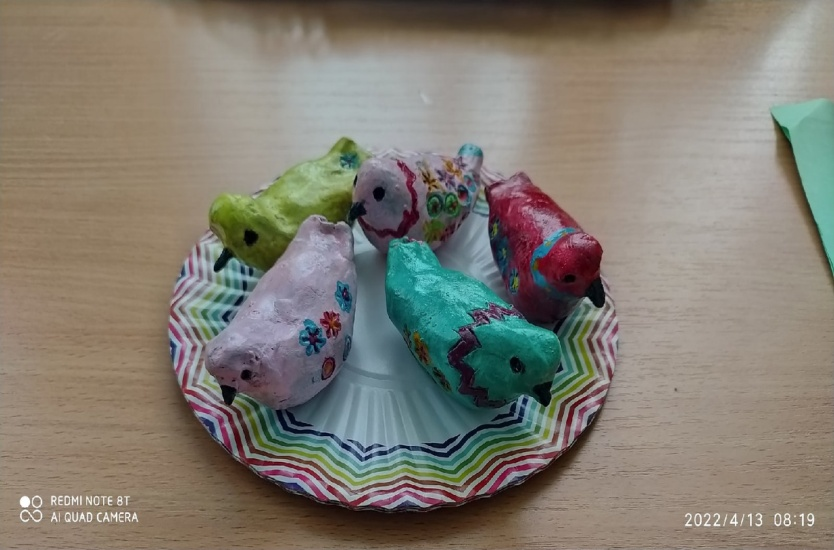 REDMI NOTE 8T
AI QUAD CAMERA
2022/4/13 08:19